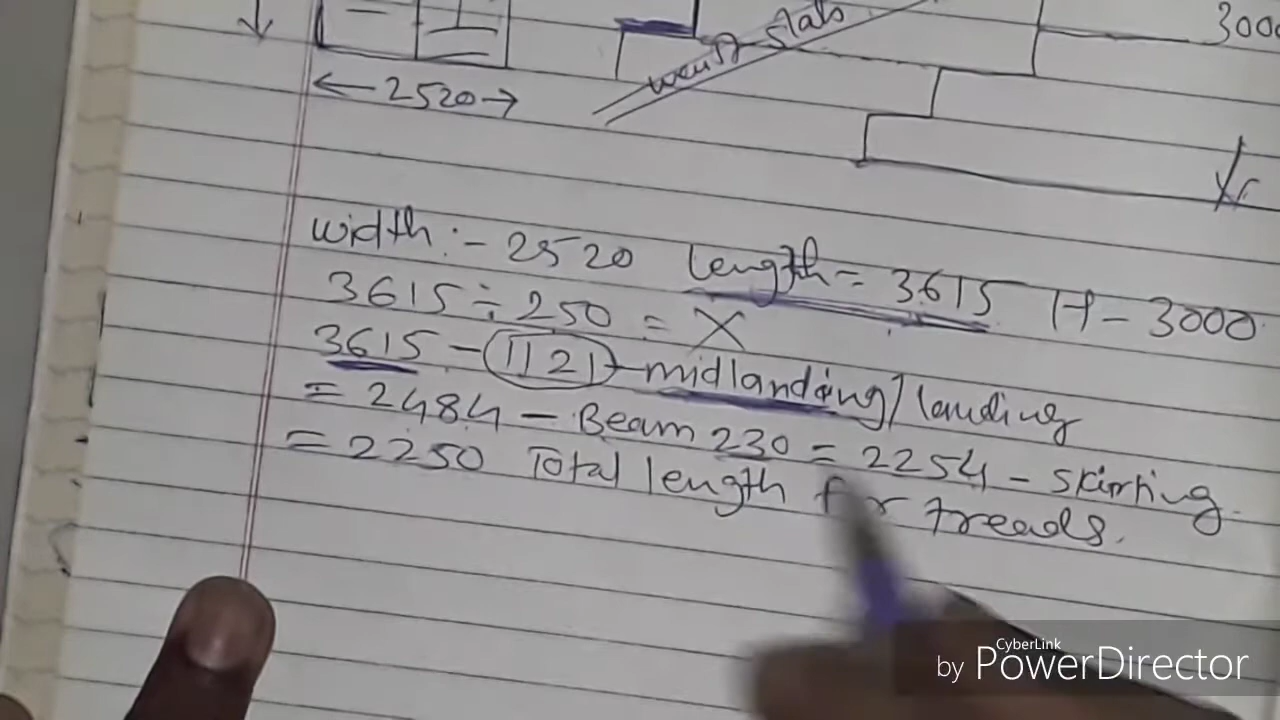 3000
waist slab
2520
width :- 2520 Length = 3615 H - 3000
3615 ÷ 250 = X
3615 - 1121 - midlanding/landing
= 2484 - Beam 230 = 2254 - skirting
= 2250 Total length for treads.
CyberLink
by PowerDirector